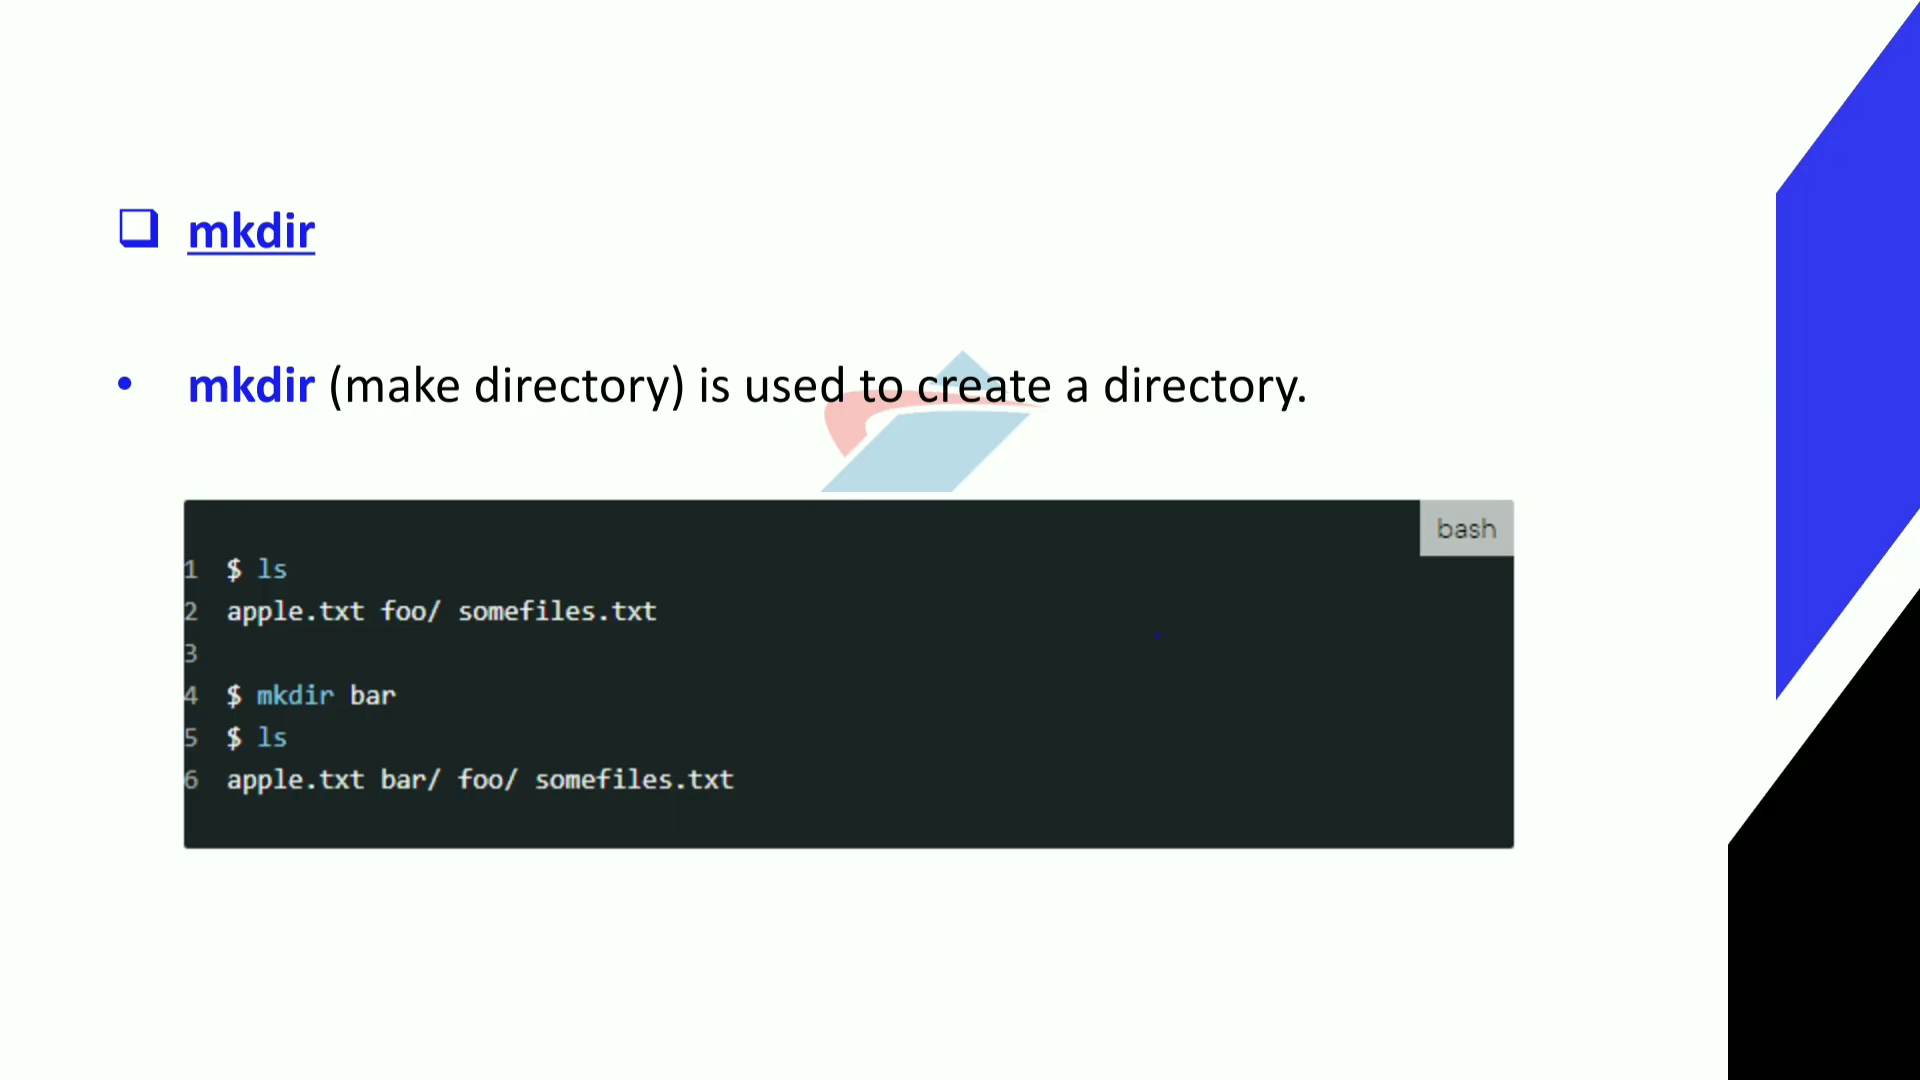 mkdir
• mkdir (make directory) is used to create a directory.
bash
1 $ ls
2 apple.txt foo/ somefiles.txt
3
4 $ mkdir bar
5 $ ls
6 apple.txt bar/ foo/ somefiles.txt